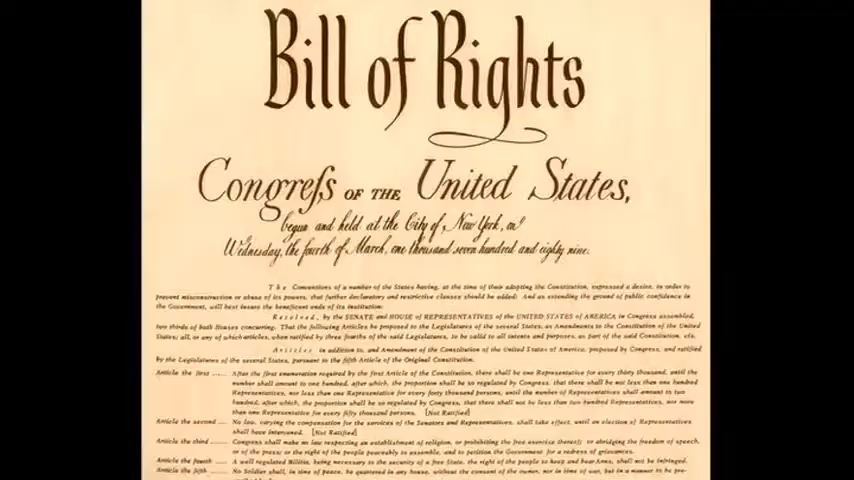 Bill of Rights
Congreſs OF THE United States,
begun and held at the City of New York, on
Wednesday, the fourth of March, one thousand seven hundred and eighty nine.
The Conventions of a number of the States having, at the time of their adopting the Constitution, expressed a desire, in order to
prevent misconstruction or abuse of its powers, that further declaratory and restrictive clauses should be added: And as extending the ground of public confidence in
the Government, will best insure the beneficent ends of its institution:
Resolved, by the SENATE and HOUSE of REPRESENTATIVES of the UNITED STATES of AMERICA in Congress assembled,
two thirds of both Houses concurring. That the following Articles be proposed to the Legislatures of the several States, as Amendments to the Constitution of the United
States; all, or any of which articles, when ratified by three fourths of the said Legislatures, to be valid to all intents and purposes, as part of the said Constitution, viz.
Articles in addition to, and Amendment of the Constitution of the United States of America, proposed by Congress, and ratified
by the Legislatures of the several States, pursuant to the fifth Article of the Original Constitution.
Article the first ...... After the first enumeration required by the first Article of the Constitution, there shall be one Representative for every thirty thousand, until the
number shall amount to one hundred, after which, the proportion shall be so regulated by Congress, that there shall be not less than one hundred
Representatives, nor less than one Representative for every forty thousand persons, until the number of Representatives shall amount to two
hundred, after which, the proportion shall be so regulated by Congress, that there shall not be less than two hundred Representatives, nor more
than one Representative for every fifty thousand persons. [Not Ratified]
Article the second ... No law, varying the compensation for the services of the Senators and Representatives, shall take effect, until an election of Representatives
shall have intervened. [Not Ratified]
Article the third ...... Congress shall make no law respecting an establishment of religion, or prohibiting the free exercise thereof; or abridging the freedom of speech,
or of the press; or the right of the people peaceably to assemble, and to petition the Government for a redress of grievances.
Article the fourth .... A well regulated Militia, being necessary to the security of a free State, the right of the people to keep and bear Arms, shall not be infringed.
Article the fifth ..... No Soldier shall, in time of peace, be quartered in any house, without the consent of the owner, nor in time of war, but in a manner to be pre-